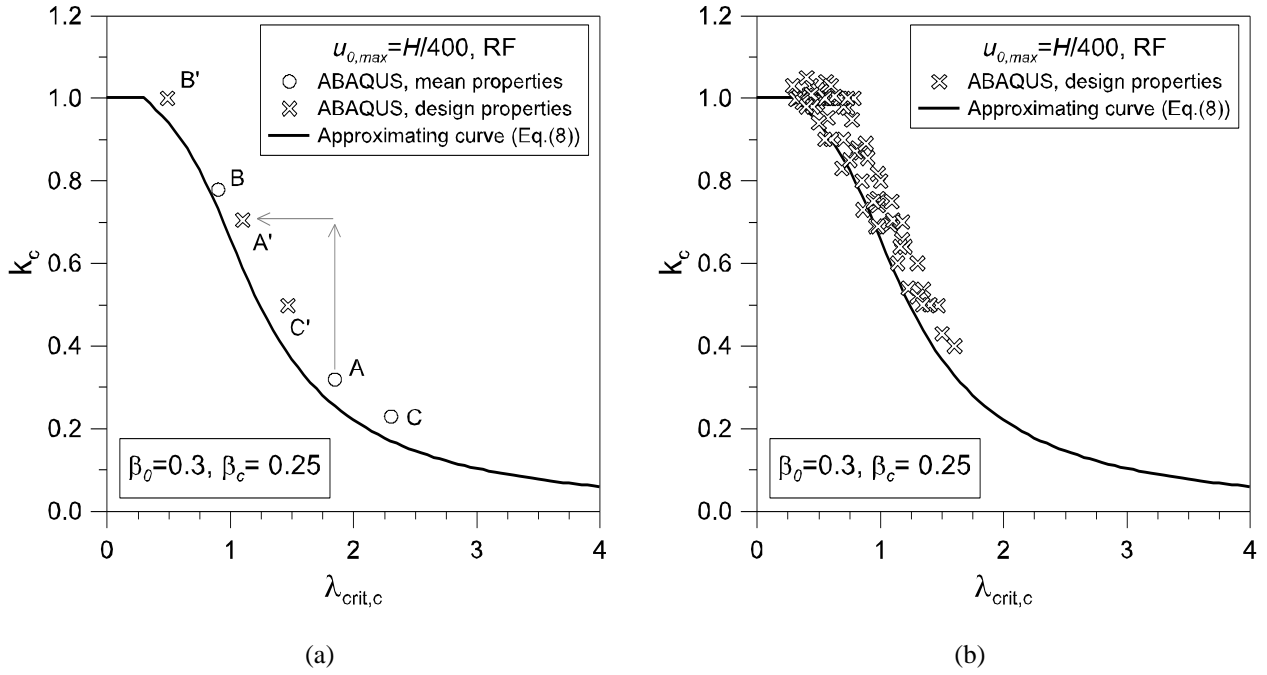 u0,max=H/400, RF
ABAQUS, mean properties
ABAQUS, design properties
Approximating curve (Eq.(8))
1.2
1.0
0.8
0.6
0.4
0.2
0.0
kc
B'
B
A'
C'
A
C
β0=0.3, βc= 0.25
0 1 2 3 4
λcrit,c
(a)
u0,max=H/400, RF
ABAQUS, design properties
Approximating curve (Eq.(8))
1.2
1.0
0.8
0.6
0.4
0.2
0.0
kc
β0=0.3, βc= 0.25
0 1 2 3 4
λcrit,c
(b)